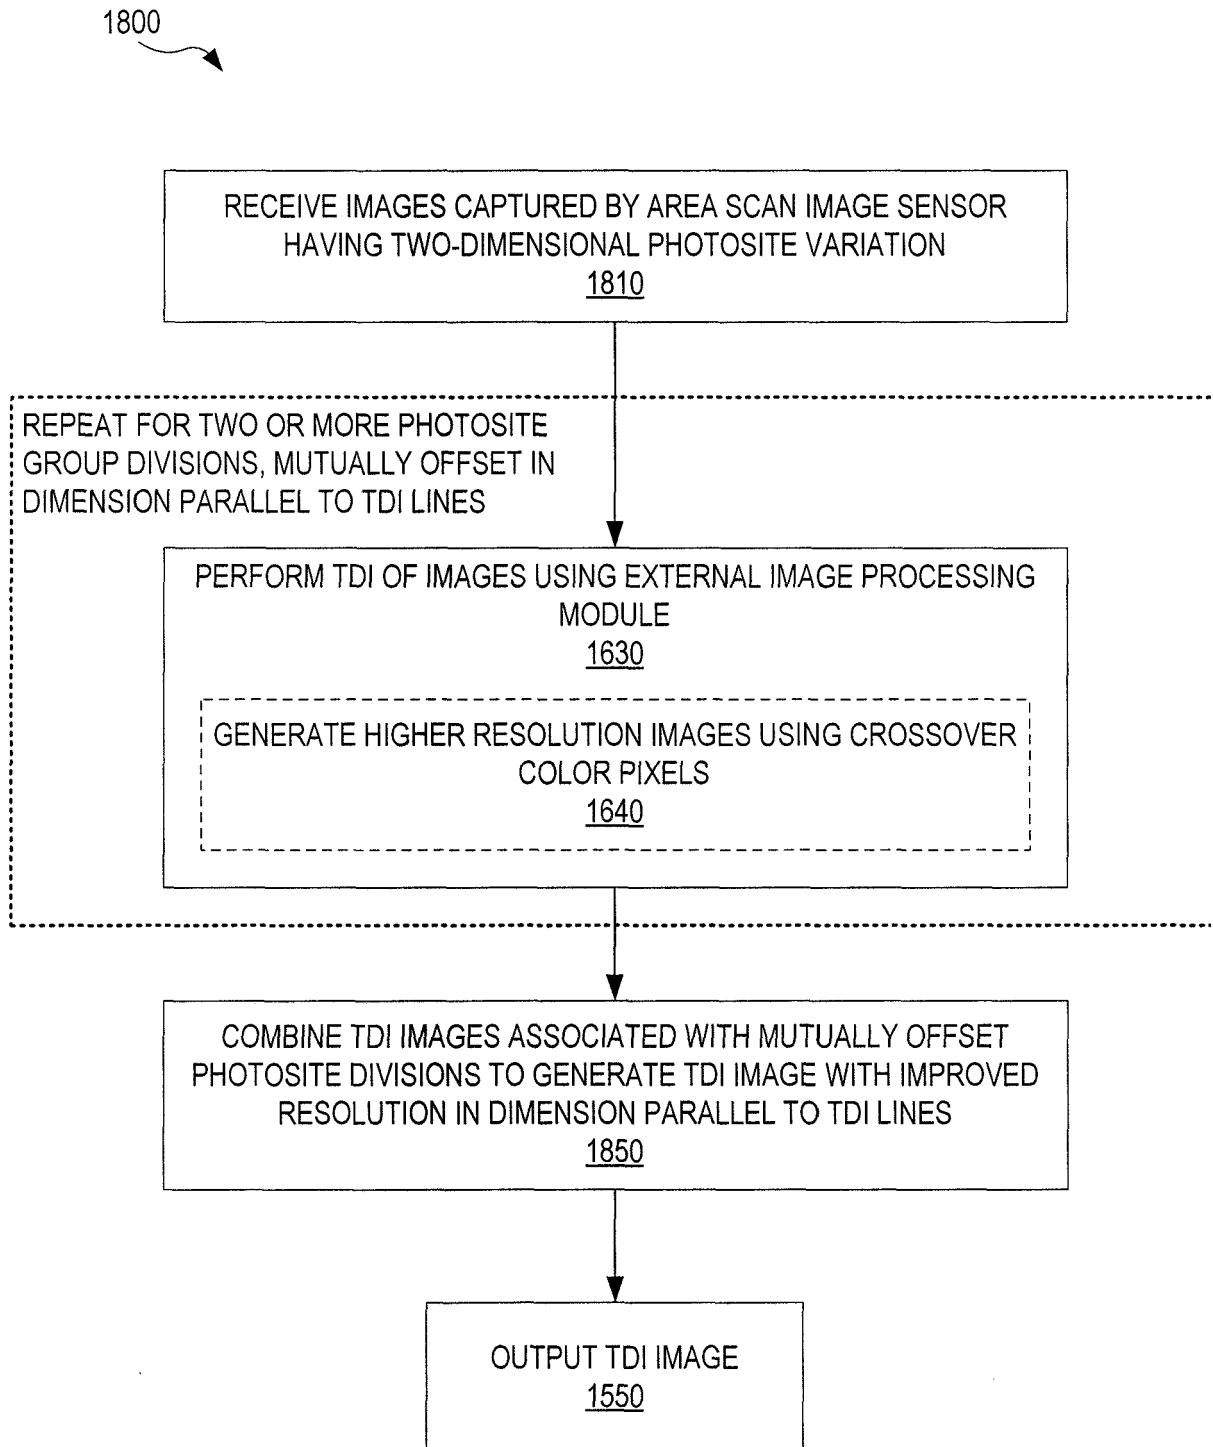 1800
RECEIVE IMAGES CAPTURED BY AREA SCAN IMAGE SENSOR
HAVING TWO-DIMENSIONAL PHOTOSITE VARIATION
1810
REPEAT FOR TWO OR MORE PHOTOSITE
GROUP DIVISIONS, MUTUALLY OFFSET IN
DIMENSION PARALLEL TO TDI LINES
PERFORM TDI OF IMAGES USING EXTERNAL IMAGE PROCESSING
MODULE
1630
GENERATE HIGHER RESOLUTION IMAGES USING CROSSOVER
COLOR PIXELS
1640
COMBINE TDI IMAGES ASSOCIATED WITH MUTUALLY OFFSET
PHOTOSITE DIVISIONS TO GENERATE TDI IMAGE WITH IMPROVED
RESOLUTION IN DIMENSION PARALLEL TO TDI LINES
1850
OUTPUT TDI IMAGE
1550